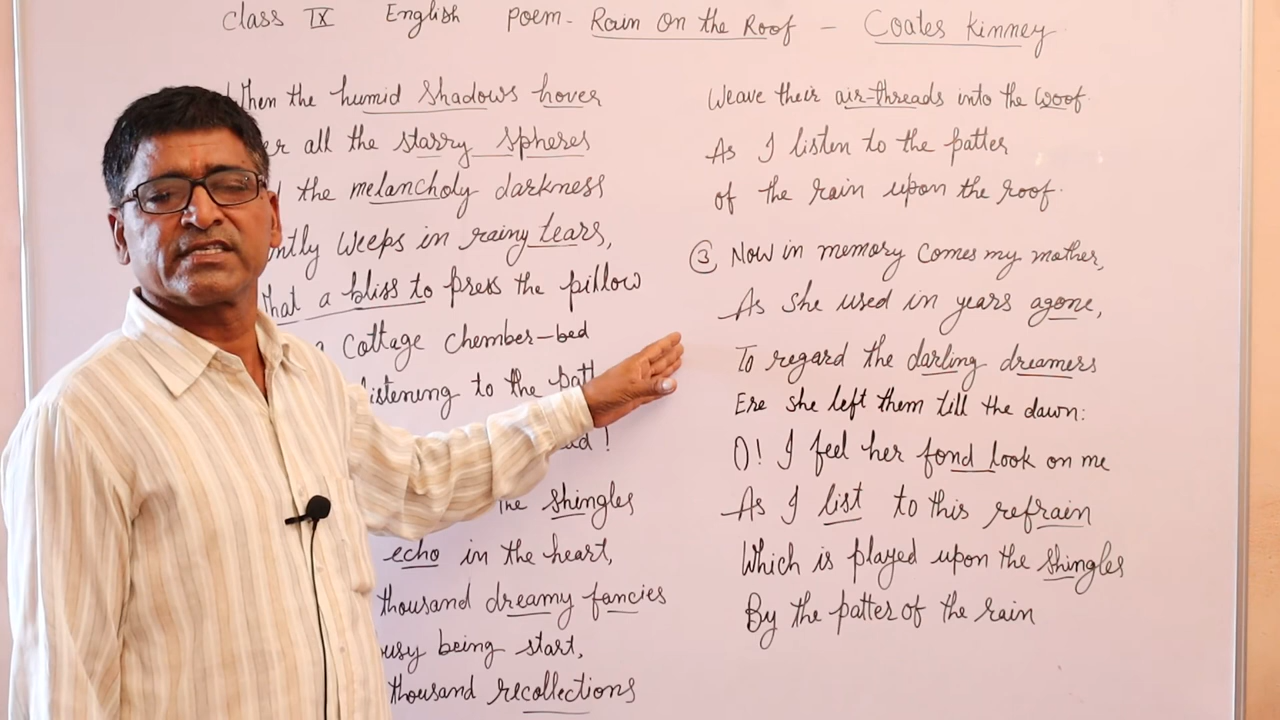 Class IX English Poem - Rain On the Roof - Coates Kinney
When the humid shadows hover
all the starry spheres
the melancholy darkness
weeps in rainy tears,
What a bliss to press the pillow
cottage chember-bed
listening to the patt
!
the shingles
echo in the heart,
thousand dreamy fancies
busy being start,
thousand recollections
Weave their air-threads into the woof
As I listen to the patter
of the rain upon the roof.
3 Now in memory comes my mother,
As she used in years agone,
To regard the darling dreamers
Ere she left them till the dawn:
O! I feel her fond look on me
As I list to this refrain
Which is played upon the shingles
By the patter of the rain